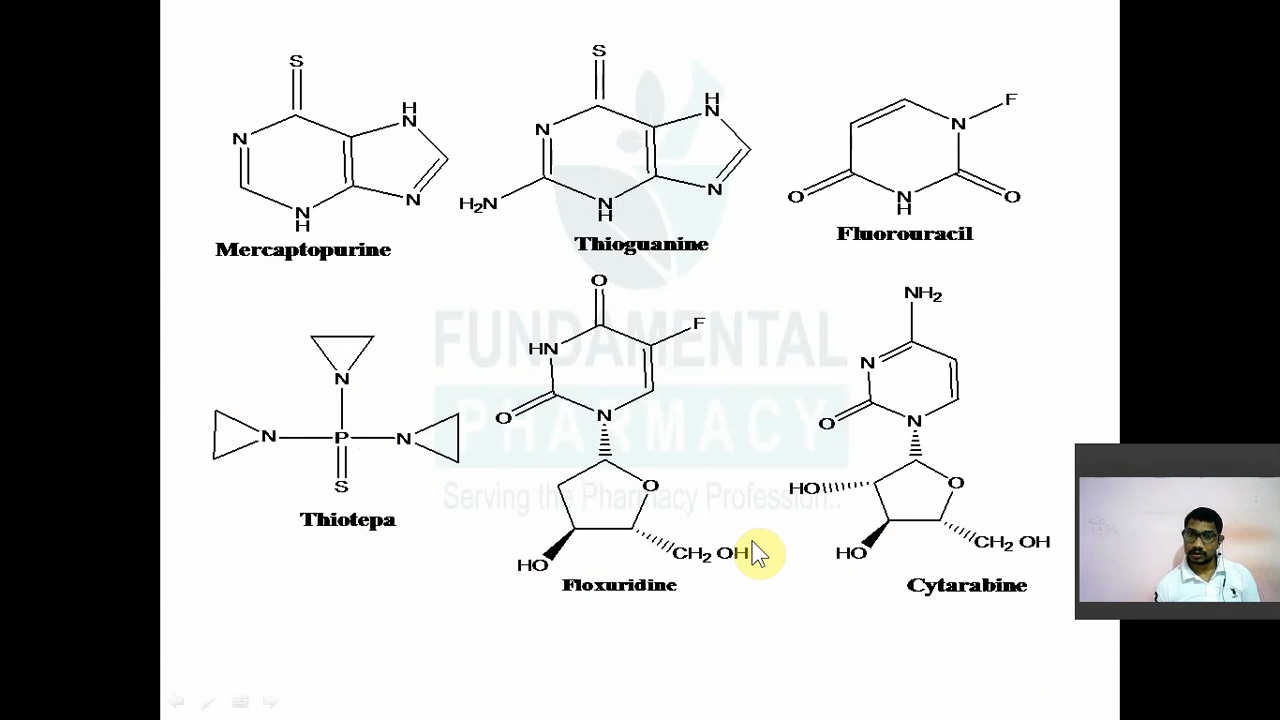 S
N
H
N
N
H
N
Mercaptopurine
S
N
H
N
H₂N
N
H
N
Thioguanine
F
N
O
N
H
O
Fluorouracil
N
N
P
N
S
Thiotepa
O
F
HN
O
N
O
HO
CH₂ OH
Floxuridine
NH₂
N
O
N
HO
O
HO
CH₂ OH
Cytarabine
FUNDAMENTAL
PHARMACY
Serving the Pharmacy Profession..